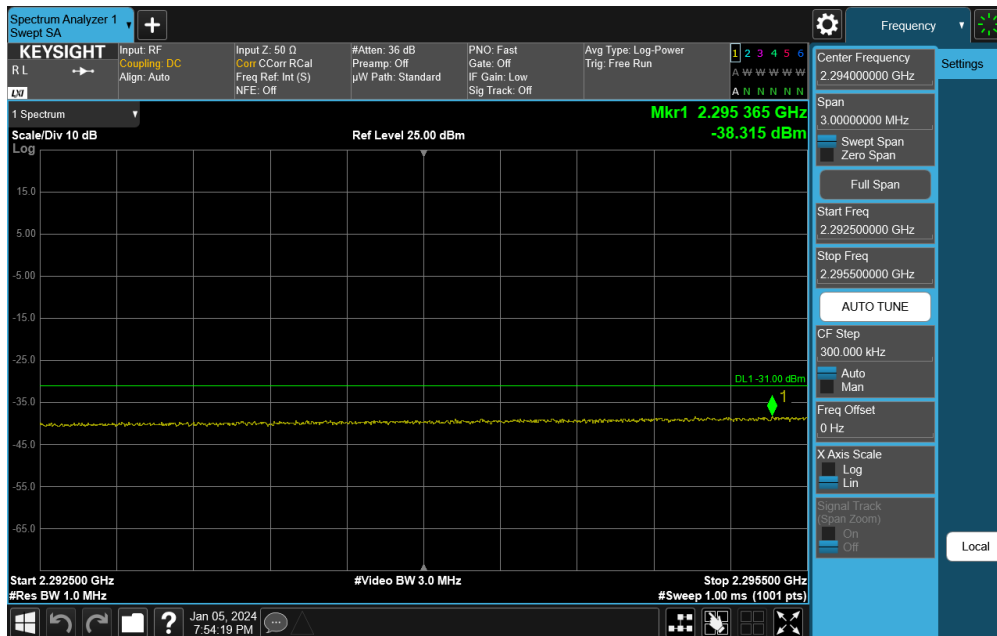 Spectrum Analyzer 1
Swept SA
Frequency
KEYSIGHT
R L
LXI
Input: RF
Coupling: DC
Align: Auto
Input Z: 50 Ω
Corr CCorr RCal
Freq Ref: Int (S)
NFE: Off
#Atten: 36 dB
Preamp: Off
µW Path: Standard
PNO: Fast
Gate: Off
IF Gain: Low
Sig Track: Off
Avg Type: Log-Power
Trig: Free Run
1 2 3 4 5 6
A W W W W W
A N N N N N
1 Spectrum
Scale/Div 10 dB
Log
Ref Level 25.00 dBm
Mkr1 2.295 365 GHz
-38.315 dBm
15.0
5.00
-5.00
-15.0
-25.0
-35.0
-45.0
-55.0
-65.0
DL1 -31.00 dBm
1
Start 2.292500 GHz
#Res BW 1.0 MHz
#Video BW 3.0 MHz
Stop 2.295500 GHz
#Sweep 1.00 ms (1001 pts)
Center Frequency
2.294000000 GHz
Settings
Span
3.00000000 MHz
Swept Span
Zero Span
Full Span
Start Freq
2.292500000 GHz
Stop Freq
2.295500000 GHz
AUTO TUNE
CF Step
300.000 kHz
Auto
Man
Freq Offset
0 Hz
X Axis Scale
Log
Lin
Signal Track
(Span Zoom)
On
Off
Local
?
Jan 05, 2024
7:54:19 PM